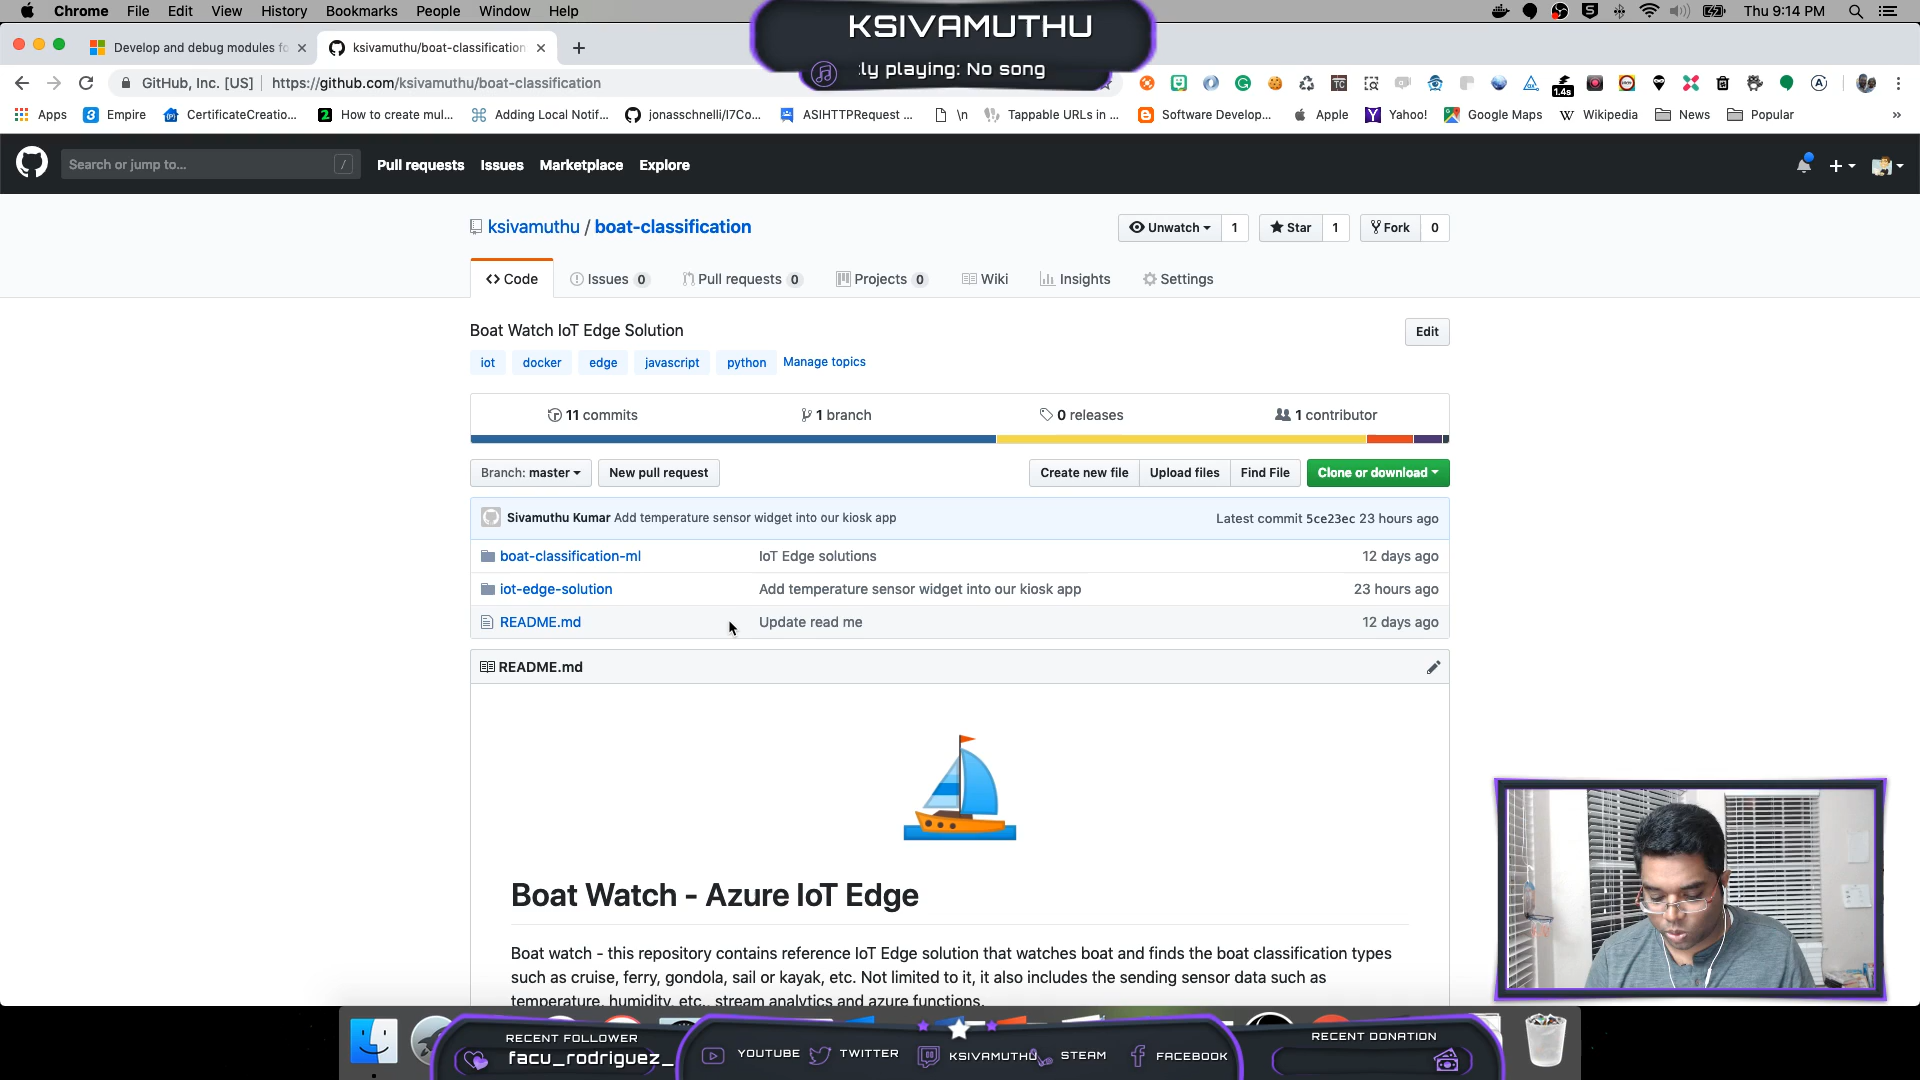 Chrome File Edit View History Bookmarks People Window Help
Thu 9:14 PM
KSIVAMUTHU
ly playing: No song
Develop and debug modules fo
ksivamuthu/boat-classification
GitHub, Inc. [US] https://github.com/ksivamuthu/boat-classification
1.4s
Apps Empire CertificateCreatio... How to create mul... Adding Local Notif... jonasschnelli/I7Co... ASIHTTPRequest ... \n Tappable URLs in ... Software Develop... Apple Yahoo! Google Maps Wikipedia News Popular »
Search or jump to... / Pull requests Issues Marketplace Explore
ksivamuthu / boat-classification
Unwatch 1 Star 1 Fork 0
Code Issues 0 Pull requests 0 Projects 0 Wiki Insights Settings
Boat Watch IoT Edge Solution
Edit
iot docker edge javascript python Manage topics
11 commits 1 branch 0 releases 1 contributor
Branch: master New pull request Create new file Upload files Find File Clone or download
Sivamuthu Kumar Add temperature sensor widget into our kiosk app Latest commit 5ce23ec 23 hours ago
boat-classification-ml IoT Edge solutions 12 days ago
iot-edge-solution Add temperature sensor widget into our kiosk app 23 hours ago
README.md Update read me 12 days ago
README.md
Boat Watch - Azure IoT Edge
Boat watch - this repository contains reference IoT Edge solution that watches boat and finds the boat classification types
such as cruise, ferry, gondola, sail or kayak, etc. Not limited to it, it also includes the sending sensor data such as
temperature, humidity, etc., stream analytics and azure functions.
RECENT FOLLOWER
facu_rodriguez_
YOUTUBE TWITTER KSIVAMUTHU STEAM FACEBOOK
RECENT DONATION